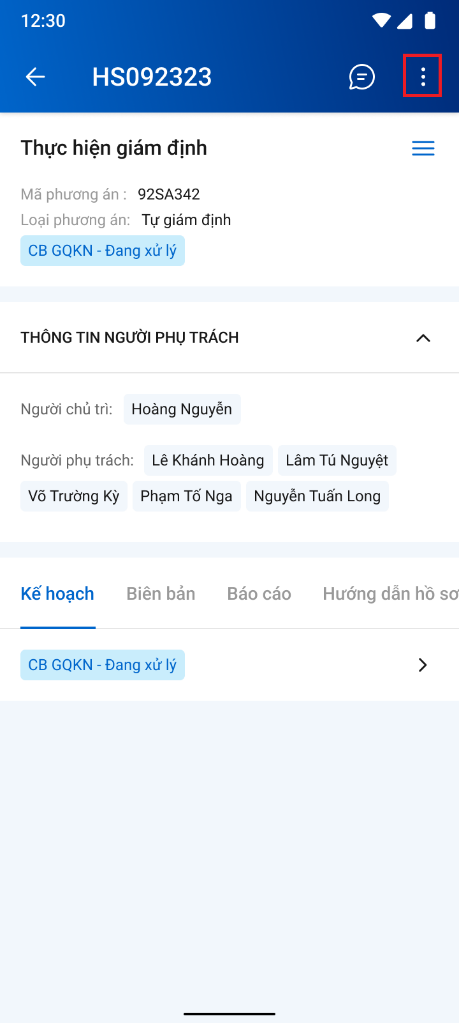 12:30
HS092323
Thực hiện giám định
Mã phương án : 92SA342
Loại phương án: Tự giám định
CB GQKN - Đang xử lý
THÔNG TIN NGƯỜI PHỤ TRÁCH
Người chủ trì: Hoàng Nguyễn
Người phụ trách: Lê Khánh Hoàng Lâm Tú Nguyệt
Võ Trường Kỳ Phạm Tố Nga Nguyễn Tuấn Long
Kế hoạch Biên bản Báo cáo Hướng dẫn hồ sơ
CB GQKN - Đang xử lý